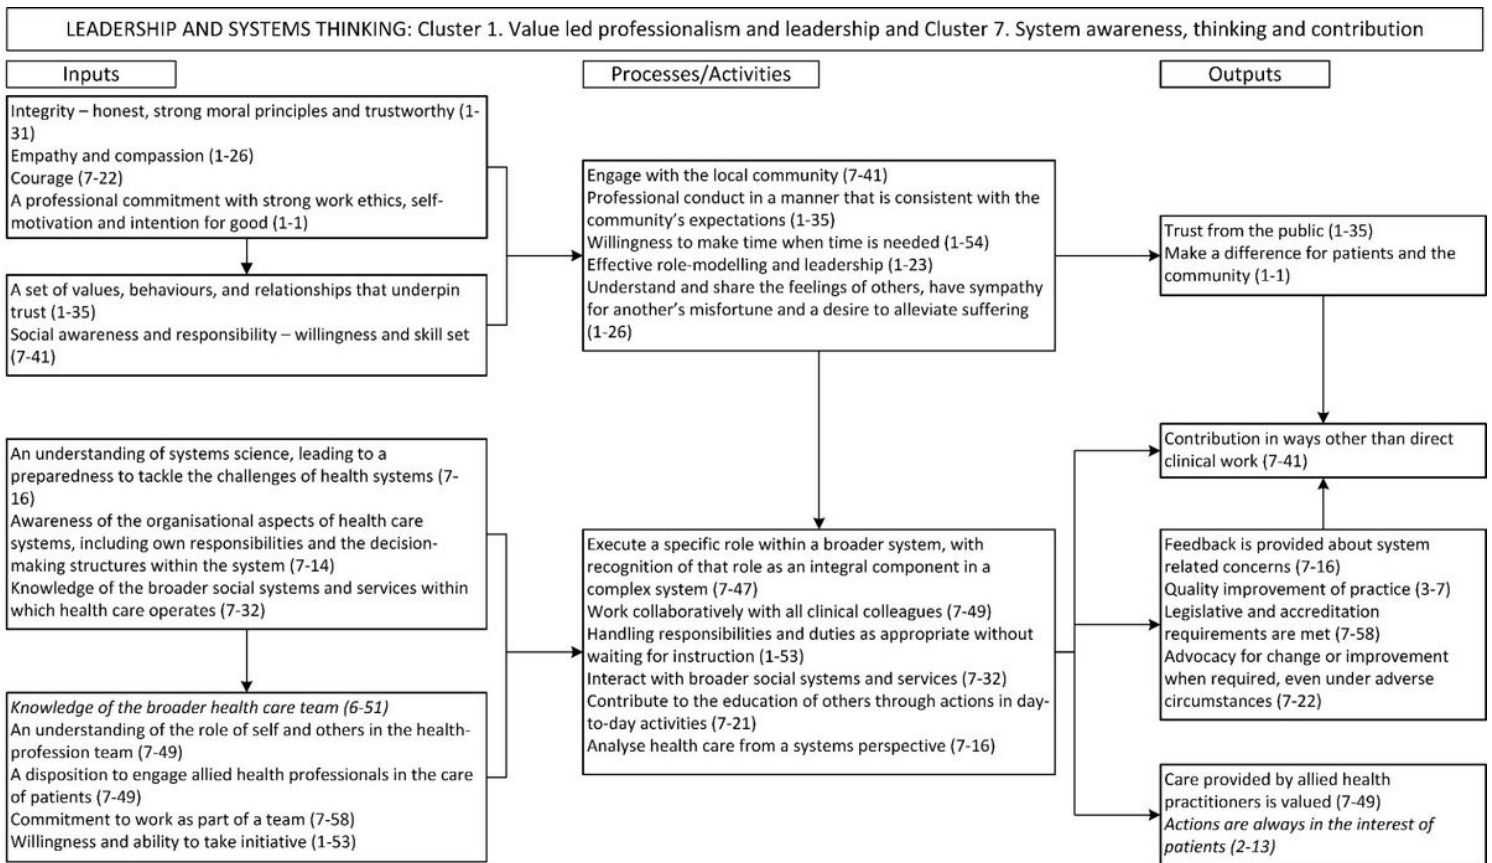 LEADERSHIP AND SYSTEMS THINKING: Cluster 1. Value led professionalism and leadership and Cluster 7. System awareness, thinking and contribution
Inputs
Integrity – honest, strong moral principles and trustworthy (1-
31)
Empathy and compassion (1-26)
Courage (7-22)
A professional commitment with strong work ethics, self-
motivation and intention for good (1-1)
A set of values, behaviours, and relationships that underpin
trust (1-35)
Social awareness and responsibility – willingness and skill set
(7-41)
An understanding of systems science, leading to a
preparedness to tackle the challenges of health systems (7-
16)
Awareness of the organisational aspects of health care
systems, including own responsibilities and the decision-
making structures within the system (7-14)
Knowledge of the broader social systems and services within
which health care operates (7-32)
Knowledge of the broader health care team (6-51)
An understanding of the role of self and others in the health-
profession team (7-49)
A disposition to engage allied health professionals in the care
of patients (7-49)
Commitment to work as part of a team (7-58)
Willingness and ability to take initiative (1-53)
Processes/Activities
Engage with the local community (7-41)
Professional conduct in a manner that is consistent with the
community's expectations (1-35)
Willingness to make time when time is needed (1-54)
Effective role-modelling and leadership (1-23)
Understand and share the feelings of others, have sympathy
for another's misfortune and a desire to alleviate suffering
(1-26)
Execute a specific role within a broader system, with
recognition of that role as an integral component in a
complex system (7-47)
Work collaboratively with all clinical colleagues (7-49)
Handling responsibilities and duties as appropriate without
waiting for instruction (1-53)
Interact with broader social systems and services (7-32)
Contribute to the education of others through actions in day-
to-day activities (7-21)
Analyse health care from a systems perspective (7-16)
Outputs
Trust from the public (1-35)
Make a difference for patients and the
community (1-1)
Contribution in ways other than direct
clinical work (7-41)
Feedback is provided about system
related concerns (7-16)
Quality improvement of practice (3-7)
Legislative and accreditation
requirements are met (7-58)
Advocacy for change or improvement
when required, even under adverse
circumstances (7-22)
Care provided by allied health
practitioners is valued (7-49)
Actions are always in the interest of
patients (2-13)